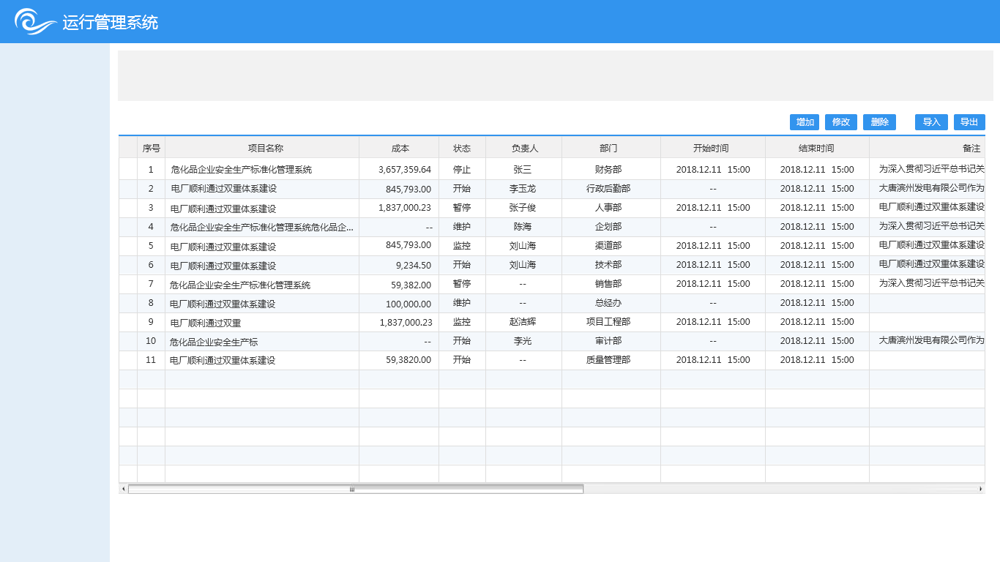 运行管理系统
增加 修改 删除 导入 导出
序号 项目名称 成本 状态 负责人 部门 开始时间 结束时间 备注
1 危化品企业安全生产标准化管理系统 3,657,359.64 停止 张三 财务部 2018.12.11 15:00 2018.12.11 15:00 为深入贯彻习近平总书记关
2 电厂顺利通过双重体系建设 845,793.00 开始 李玉龙 行政后勤部 -- 2018.12.11 15:00 大唐滨州发电有限公司作为
3 电厂顺利通过双重体系建设 1,837,000.23 暂停 张子俊 人事部 2018.12.11 15:00 2018.12.11 15:00 电厂顺利通过双重体系建设
4 危化品企业安全生产标准化管理系统危化品企... -- 维护 陈海 企划部 -- 2018.12.11 15:00 为深入贯彻习近平总书记关
5 电厂顺利通过双重体系建设 845,793.00 监控 刘山海 渠道部 2018.12.11 15:00 2018.12.11 15:00 电厂顺利通过双重体系建设
6 电厂顺利通过双重体系建设 9,234.50 开始 刘山海 技术部 2018.12.11 15:00 2018.12.11 15:00 电厂顺利通过双重体系建设
7 危化品企业安全生产标准化管理系统 59,382.00 暂停 -- 销售部 2018.12.11 15:00 2018.12.11 15:00 为深入贯彻习近平总书记关
8 电厂顺利通过双重体系建设 100,000.00 维护 -- 总经办 -- 2018.12.11 15:00
9 电厂顺利通过双重 1,837,000.23 监控 赵洁辉 项目工程部 2018.12.11 15:00 2018.12.11 15:00
10 危化品企业安全生产标 -- 开始 李光 审计部 -- 2018.12.11 15:00 大唐滨州发电有限公司作为
11 电厂顺利通过双重体系建设 59,3820.00 开始 -- 质量管理部 2018.12.11 15:00 2018.12.11 15:00